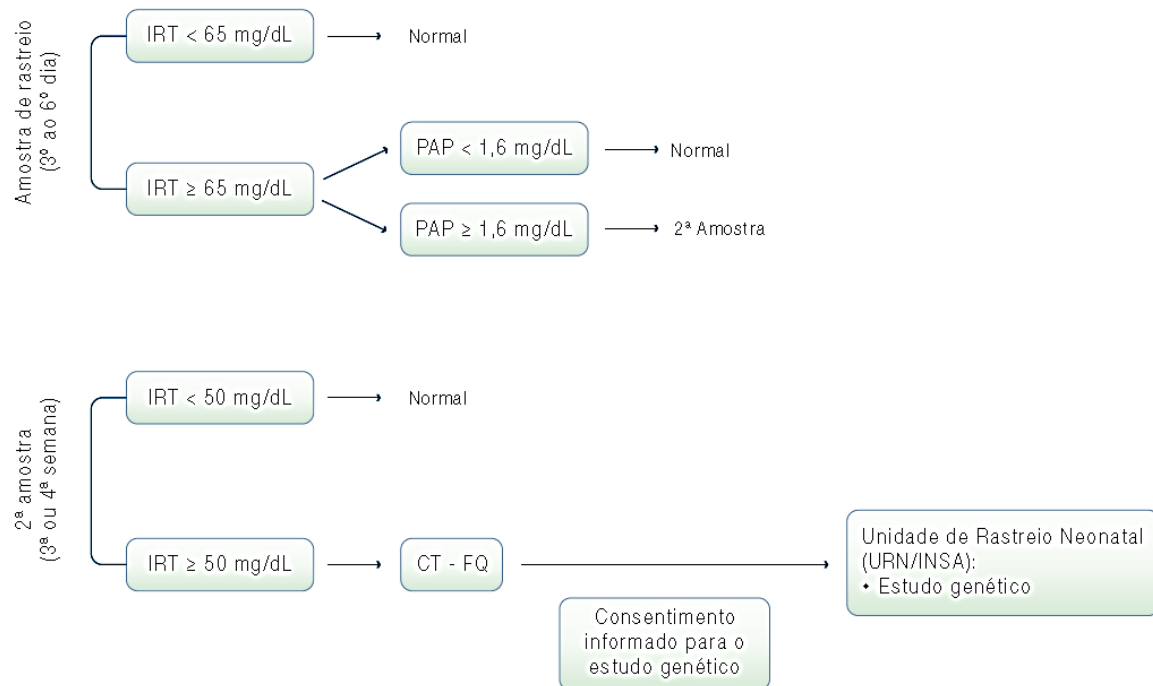 Amostra de rastreio
(3º ao 6º dia)
IRT < 65 mg/dL
Normal
IRT ≥ 65 mg/dL
PAP < 1,6 mg/dL
Normal
PAP ≥ 1,6 mg/dL
2ª Amostra
2ª amostra
(3ª ou 4ª semana)
IRT < 50 mg/dL
Normal
IRT ≥ 50 mg/dL
CT - FQ
Consentimento
informado para o
estudo genético
Unidade de Rastreio Neonatal
(URN/INSA):
• Estudo genético